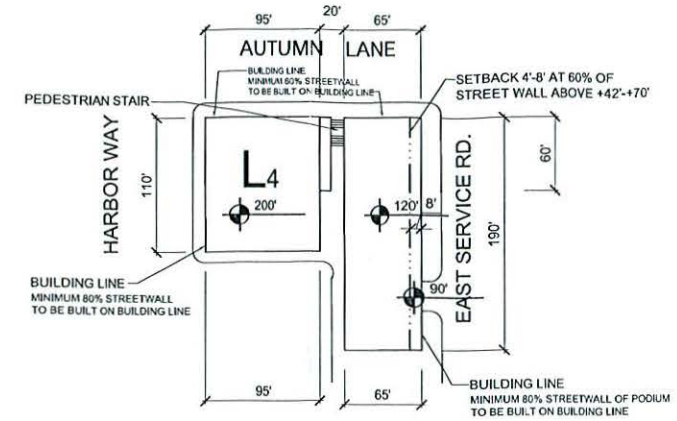 95'
20'
65'
AUTUMN LANE
BUILDING LINE
MINIMUM 80% STREETWALL
TO BE BUILT ON BUILDING LINE
SETBACK 4'-8' AT 60% OF
STREET WALL ABOVE +42'-+70'
PEDESTRIAN STAIR
HARBOR WAY
110'
L4
200'
120'
8'
EAST SERVICE RD.
190'
60'
90'
BUILDING LINE
MINIMUM 80% STREETWALL
TO BE BUILT ON BUILDING LINE
95'
65'
BUILDING LINE
MINIMUM 80% STREETWALL OF PODIUM
TO BE BUILT ON BUILDING LINE